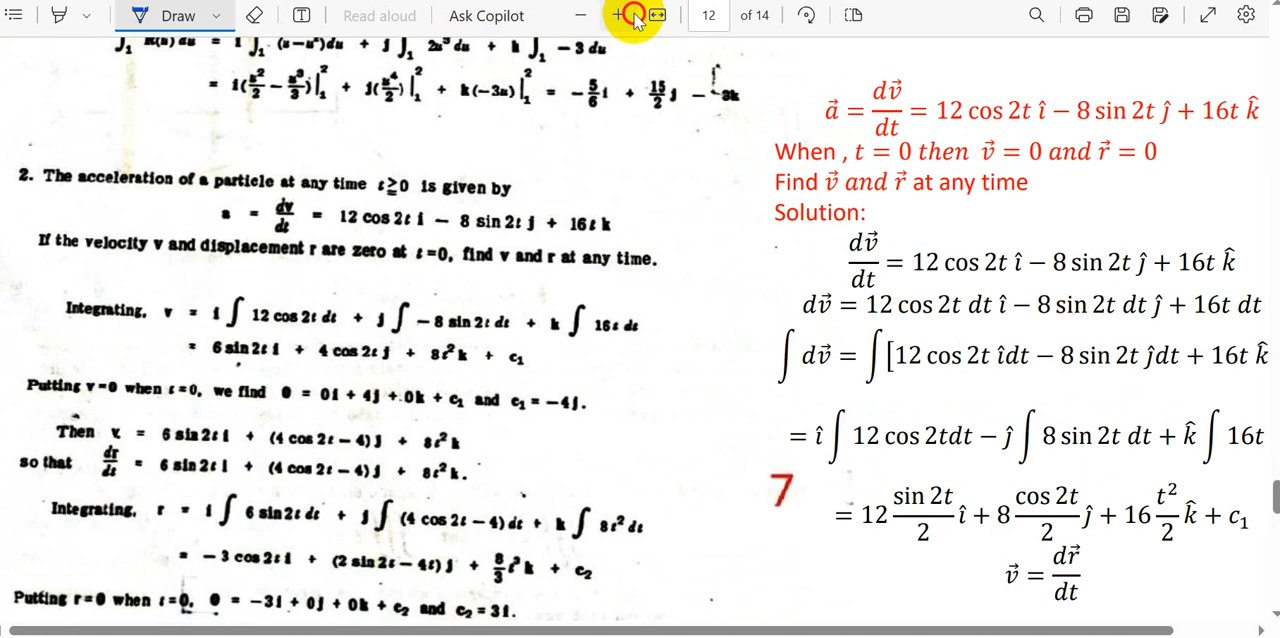 Draw
Read aloud
Ask Copilot
12 of 14
= i(u²/2 − u³/3)|₁² + j(u⁴/2)|₁² + k(−3u)|₁² = −5/6 i + 15/2 j − 3k
2. The acceleration of a particle at any time t≧0 is given by
a = dv/dt = 12 cos 2t i − 8 sin 2t j + 16t k
If the velocity v and displacement r are zero at t=0, find v and r at any time.
Integrating, v = i ∫ 12 cos 2t dt + j ∫ −8 sin 2t dt + k ∫ 16t dt
= 6 sin 2t i + 4 cos 2t j + 8t² k + c₁
Putting v=0 when t=0, we find 0 = 0i + 4j + 0k + c₁ and c₁ = −4j.
Then v = 6 sin 2t i + (4 cos 2t − 4) j + 8t² k
so that dr/dt = 6 sin 2t i + (4 cos 2t − 4) j + 8t² k.
Integrating, r = i ∫ 6 sin 2t dt + j ∫ (4 cos 2t − 4) dt + k ∫ 8t² dt
= −3 cos 2t i + (2 sin 2t − 4t) j + 8/3 t³ k + c₂
Putting r=0 when t=0, 0 = −3i + 0j + 0k + c₂ and c₂ = 3i.
a⃗ = dv⃗/dt = 12 cos 2t î − 8 sin 2t ĵ + 16t k̂
When , t = 0 then v⃗ = 0 and r⃗ = 0
Find v⃗ and r⃗ at any time
Solution:
dv⃗/dt = 12 cos 2t î − 8 sin 2t ĵ + 16t k̂
dv⃗ = 12 cos 2t dt î − 8 sin 2t dt ĵ + 16t dt
∫ dv⃗ = ∫ [12 cos 2t îdt − 8 sin 2t ĵdt + 16t k̂
= î ∫ 12 cos 2tdt − ĵ ∫ 8 sin 2t dt + k̂ ∫ 16t
7
= 12 sin 2t/2 î + 8 cos 2t/2 ĵ + 16 t²/2 k̂ + c₁
v⃗ = dr⃗/dt